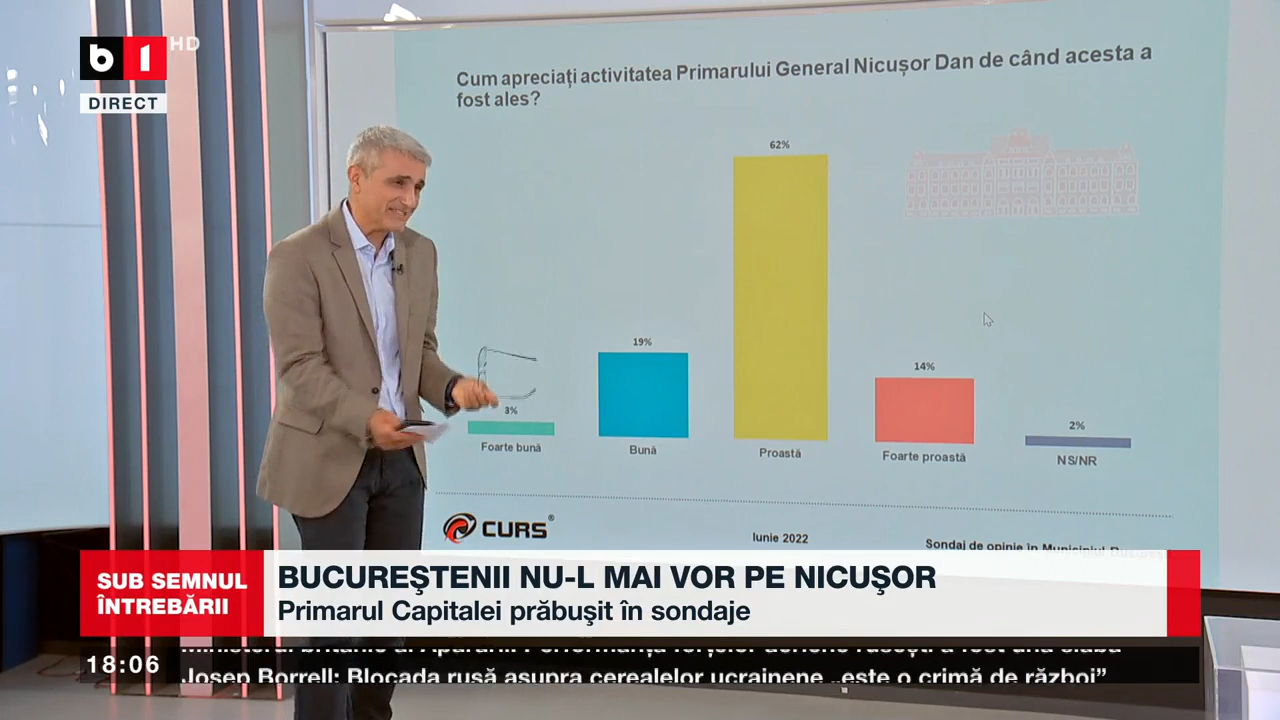 b1 HD
DIRECT
Cum apreciați activitatea Primarului General Nicușor Dan de când acesta a
fost ales?
62%
19%
14%
3%
2%
Foarte bună
Bună
Proastă
Foarte proastă
NS/NR
CURS®
Iunie 2022
Sondaj de opinie în Municipiul
SUB SEMNUL
ÎNTREBĂRII
BUCUREŞTENII NU-L MAI VOR PE NICUŞOR
Primarul Capitalei prăbuşit în sondaje
18:06
Josep Borrell: Blocada rusă asupra cerealelor ucrainene „este o crimă de război”